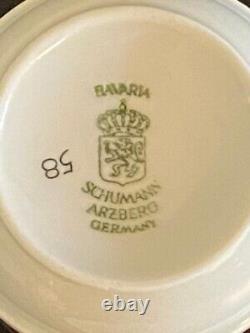 BAVARIA
SCHUMANN
ARZBERG
GERMANY
58